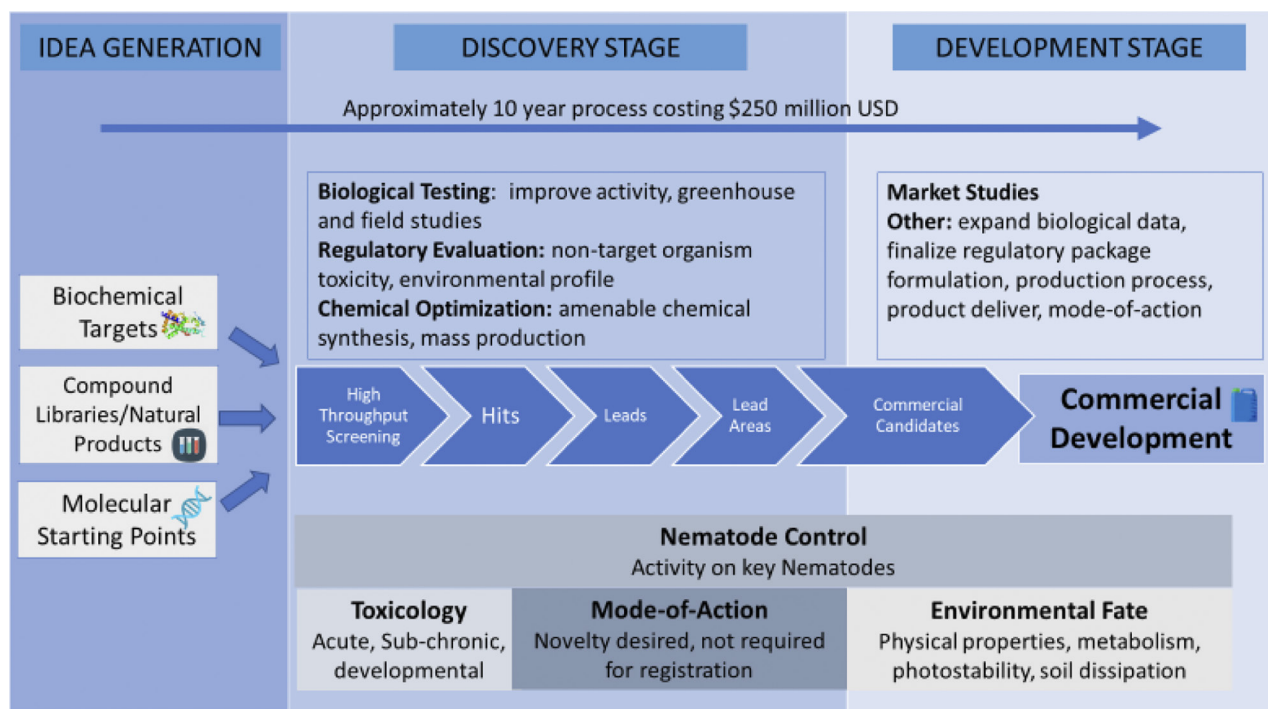 IDEA GENERATION
DISCOVERY STAGE
DEVELOPMENT STAGE
Approximately 10 year process costing $250 million USD
Biological Testing: improve activity, greenhouse
and field studies
Regulatory Evaluation: non-target organism
toxicity, environmental profile
Chemical Optimization: amenable chemical
synthesis, mass production
Market Studies
Other: expand biological data,
finalize regulatory package
formulation, production process,
product deliver, mode-of-action
Biochemical
Targets
Compound
Libraries/Natural
Products
Molecular
Starting Points
High
Throughput
Screening
Hits
Leads
Lead
Areas
Commercial
Candidates
Commercial
Development
Nematode Control
Activity on key Nematodes
Toxicology
Acute, Sub-chronic,
developmental
Mode-of-Action
Novelty desired, not required
for registration
Environmental Fate
Physical properties, metabolism,
photostability, soil dissipation